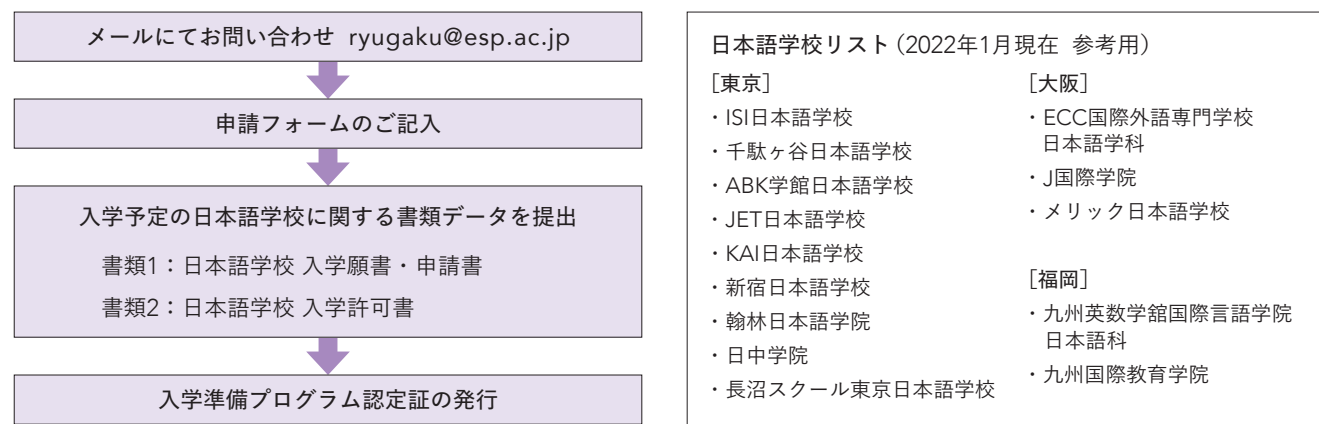 メールにてお問い合わせ ryugaku@esp.ac.jp
申請フォームのご記入
入学予定の日本語学校に関する書類データを提出
書類1：日本語学校 入学願書・申請書
書類2：日本語学校 入学許可書
入学準備プログラム認定証の発行
日本語学校リスト（2022年1月現在 参考用）
［東京］
・ISI日本語学校
・千駄ヶ谷日本語学校
・ABK学館日本語学校
・JET日本語学校
・KAI日本語学校
・新宿日本語学校
・翰林日本語学院
・日中学院
・長沼スクール東京日本語学校
［大阪］
・ECC国際外語専門学校
日本語学科
・J国際学院
・メリック日本語学校
［福岡］
・九州英数学舘国際言語学院
日本語科
・九州国際教育学院